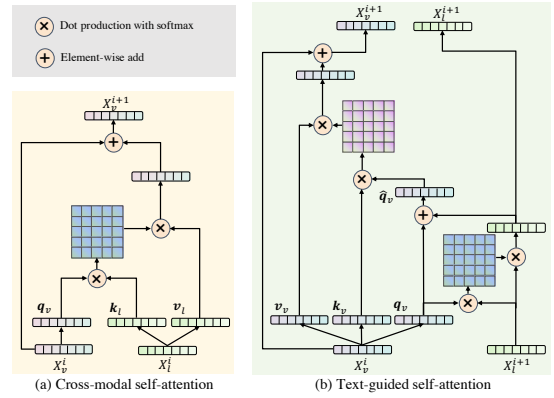 Dot production with softmax
Element-wise add
X_v^{i+1}
q_v
k_l
v_l
X_v^i
X_l^i
(a) Cross-modal self-attention
X_v^{i+1}
X_l^{i+1}
q̂_v
v_v
k_v
q_v
X_v^i
X_l^{i+1}
(b) Text-guided self-attention